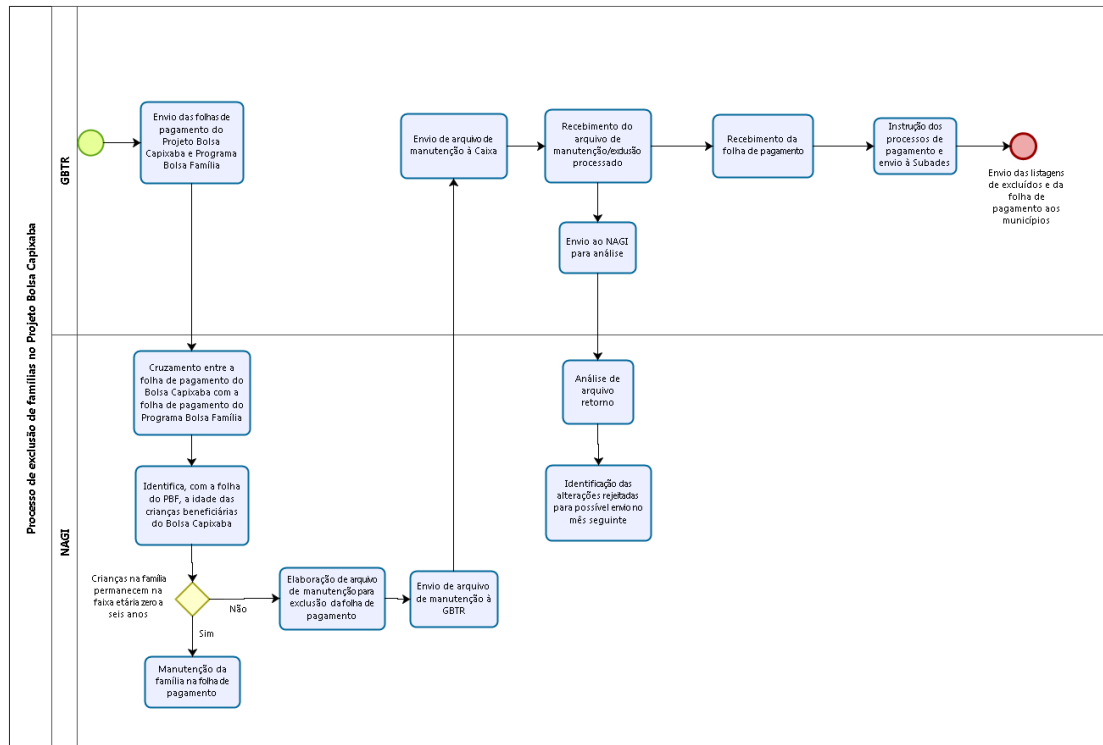 Processo de exclusão de famílias no Projeto Bolsa Capixaba
GBTR
Envio das folhas de
pagamento do
Projeto Bolsa
Capixaba e Programa
Bolsa Família
Envio de arquivo de
manutenção à Caixa
Recebimento do
arquivo de
manutenção/exclusão
processado
Recebimento da
folha de pagamento
Instrução dos
processos de
pagamento e
envio à Subades
Envio das listagens
de excluídos e da
folha de
pagamento aos
municípios
Envio ao NAGI
para análise
NAGI
Cruzamento entre a
folha de pagamento do
Bolsa Capixaba com a
folha de pagamento do
Programa Bolsa Família
Análise de
arquivo
retorno
Identifica, com a folha
do PBF, a idade das
crianças beneficiárias
do Bolsa Capixaba
Identificação das
alterações rejeitadas
para possível envio no
mês seguinte
Crianças na família
permanecem na
faixa etária zero a
seis anos
Não
Elaboração de arquivo
de manutenção para
exclusão da folha de
pagamento
Envio de arquivo de
manutenção à
GBTR
Sim
Manutenção da
família na folha de
pagamento